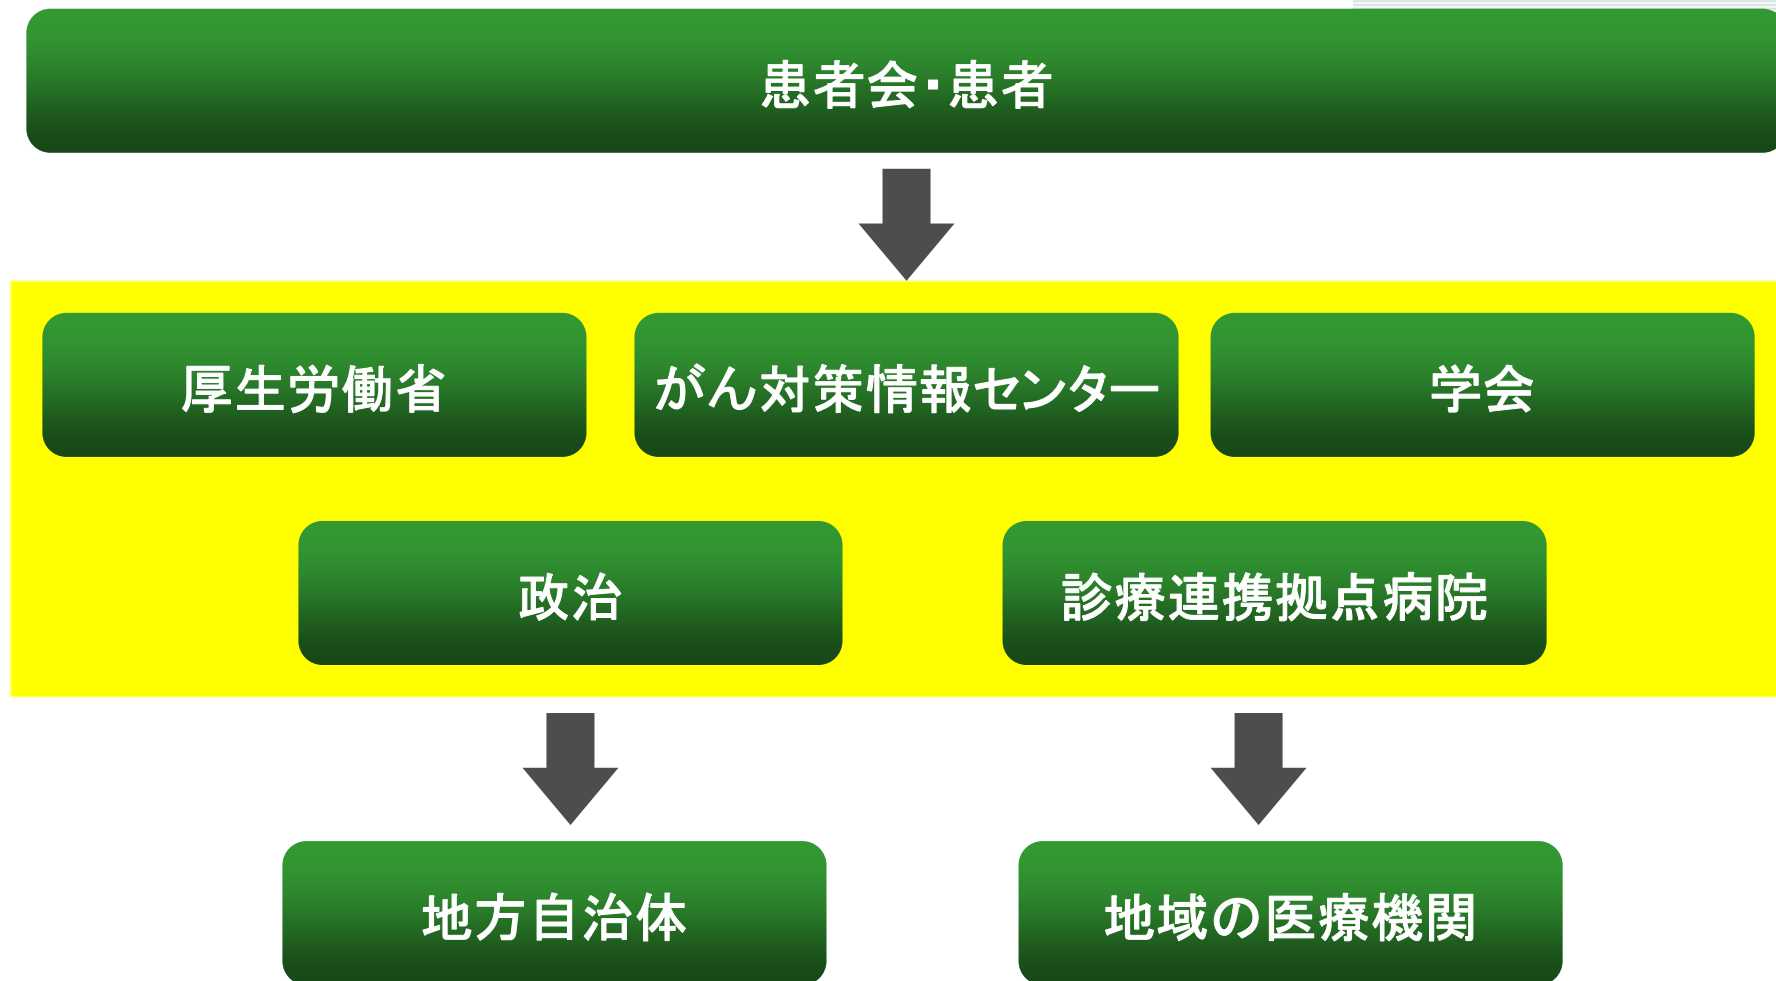 患者会・患者
厚生労働省
がん対策情報センター
学会
政治
診療連携拠点病院
地方自治体
地域の医療機関